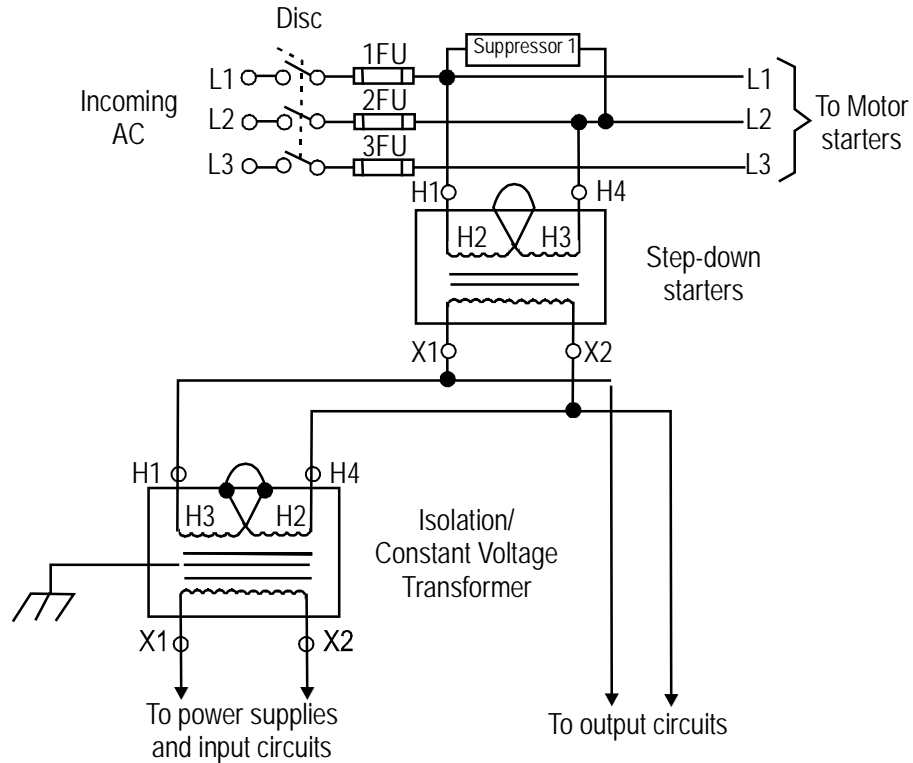 Disc
1FU
Suppressor 1
L1
L1
Incoming
AC
2FU
L2
L2
To Motor
starters
3FU
L3
L3
H1
H4
H2
H3
Step-down
starters
X1
X2
H1
H4
H3
H2
Isolation/
Constant Voltage
Transformer
X1
X2
To power supplies
and input circuits
To output circuits